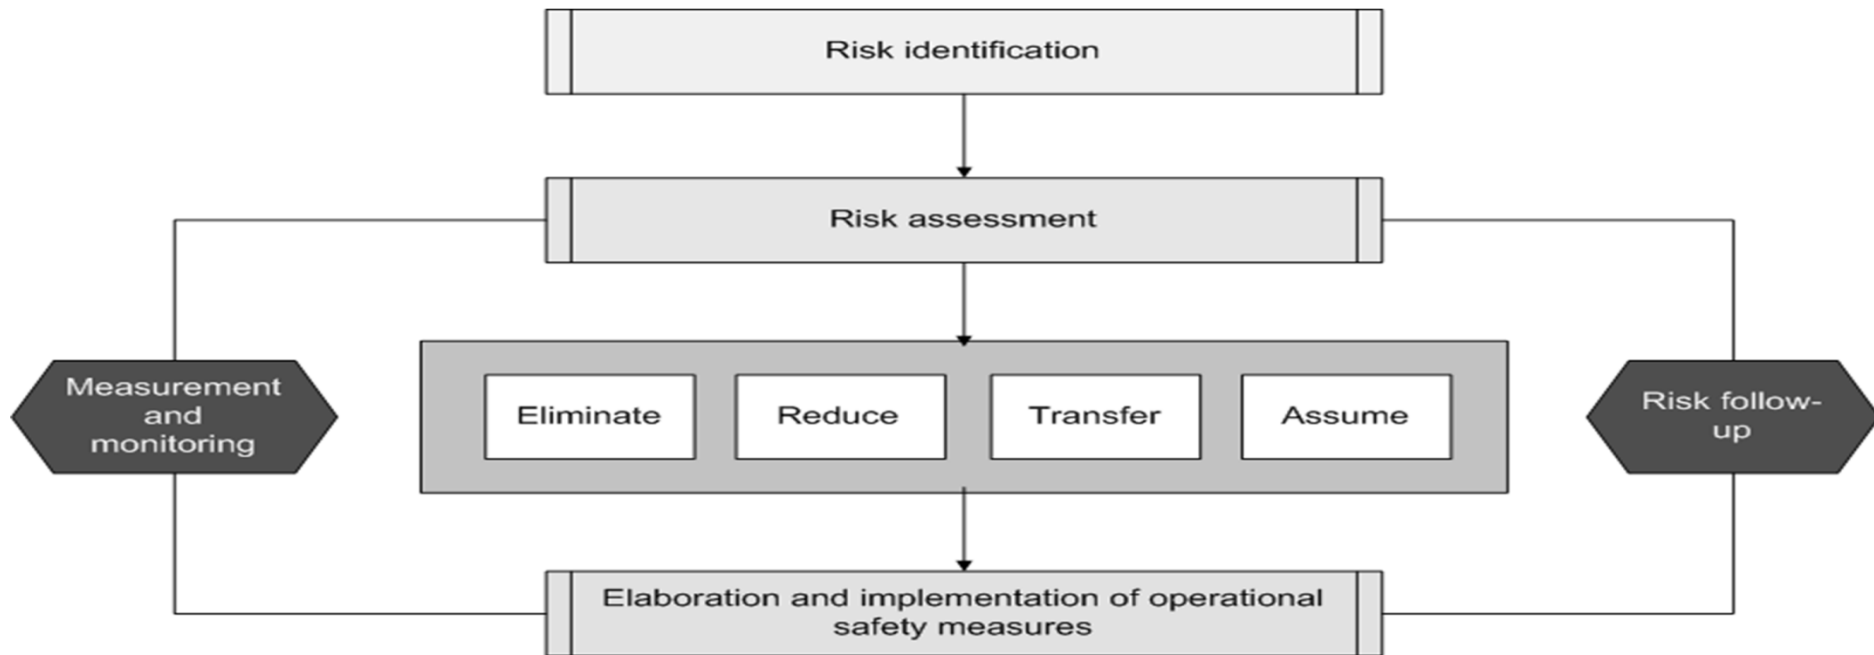 Risk identification
Risk assessment
Measurement
and
monitoring
Eliminate
Reduce
Transfer
Assume
Risk follow-
up
Elaboration and implementation of operational
safety measures